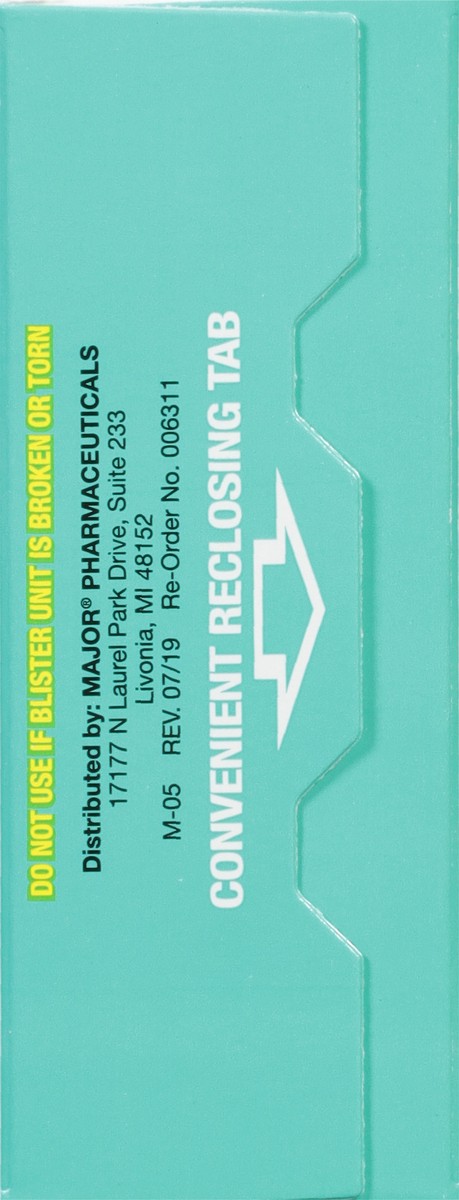 DO NOT USE IF BLISTER UNIT IS BROKEN OR TORN
Distributed by: MAJOR® PHARMACEUTICALS
17177 N Laurel Park Drive, Suite 233
Livonia, MI 48152
M-05 REV. 07/19 Re-Order No. 006311
CONVENIENT RECLOSING TAB